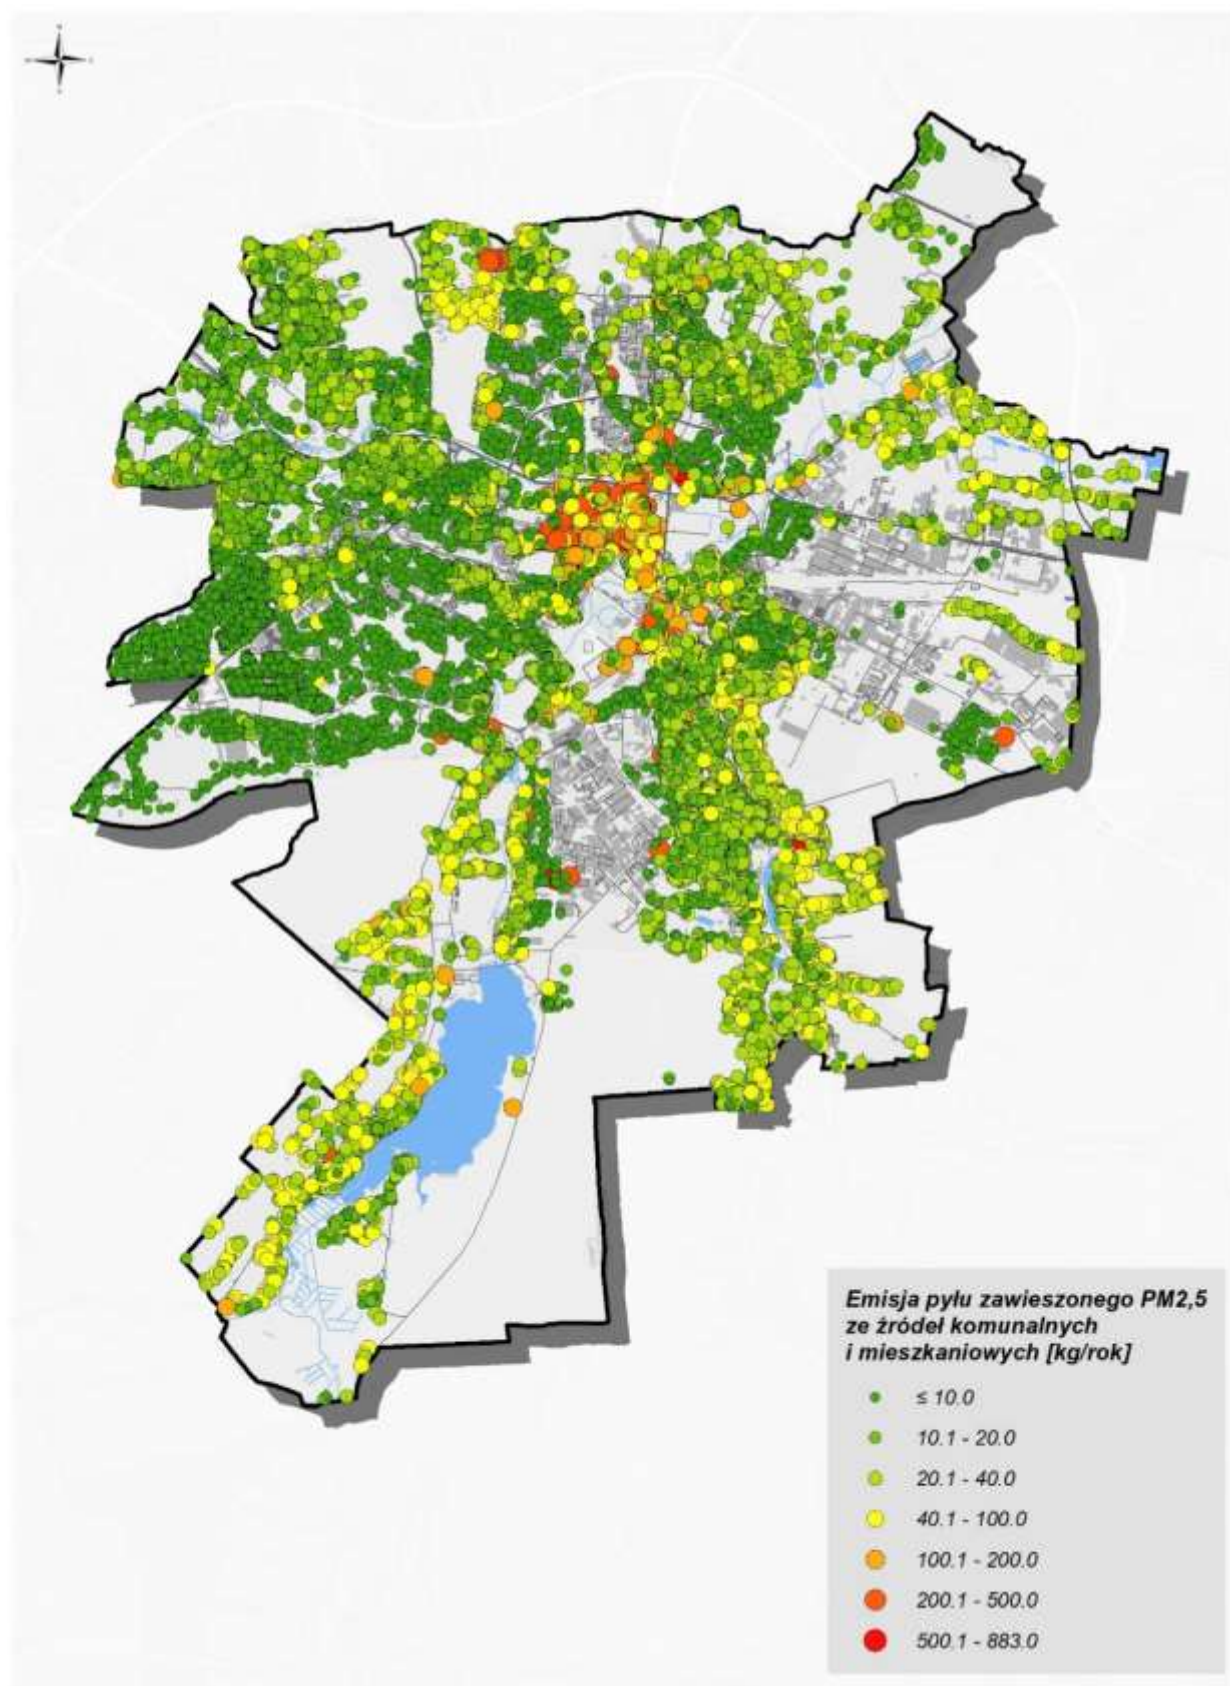 Emisja pyłu zawieszonego PM2,5
ze źródeł komunalnych
i mieszkaniowych [kg/rok]
≤ 10.0
10.1 - 20.0
20.1 - 40.0
40.1 - 100.0
100.1 - 200.0
200.1 - 500.0
500.1 - 883.0